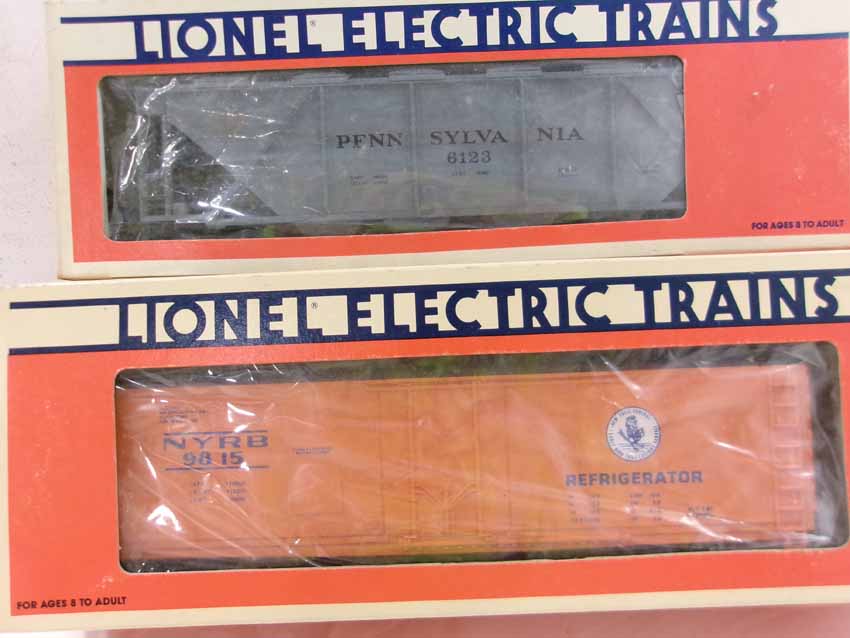 LIONEL® ELECTRIC TRAINS
PENN SYLVA NIA
6123
FOR AGES 8 TO ADULT
LIONEL® ELECTRIC TRAINS
NYRB
9815
REFRIGERATOR
FOR AGES 8 TO ADULT